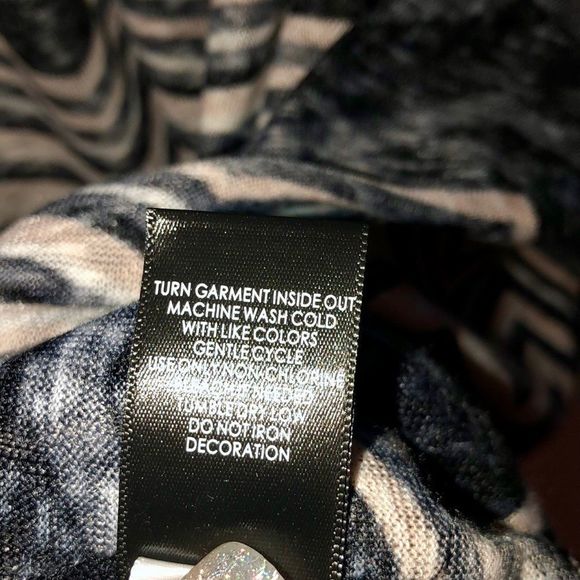 TURN GARMENT INSIDE OUT
MACHINE WASH COLD
WITH LIKE COLORS
GENTLE CYCLE
USE ONLY NON CHLORINE
NEEDED
TUMBLE DRY LOW
DO NOT IRON
DECORATION